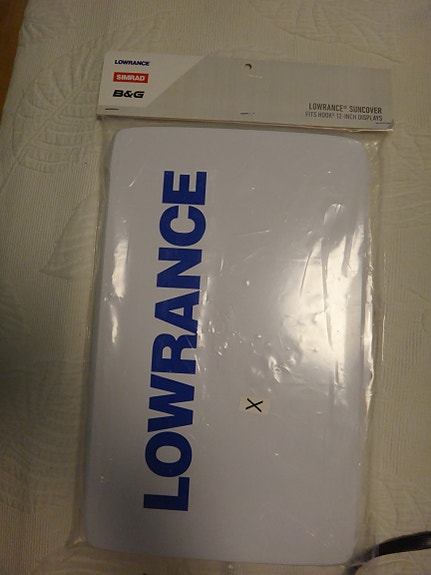 LOWRANCE
SIMRAD
B&G
LOWRANCE® SUNCOVER
FITS HOOK² 12-INCH DISPLAYS
LOWRANCE
X